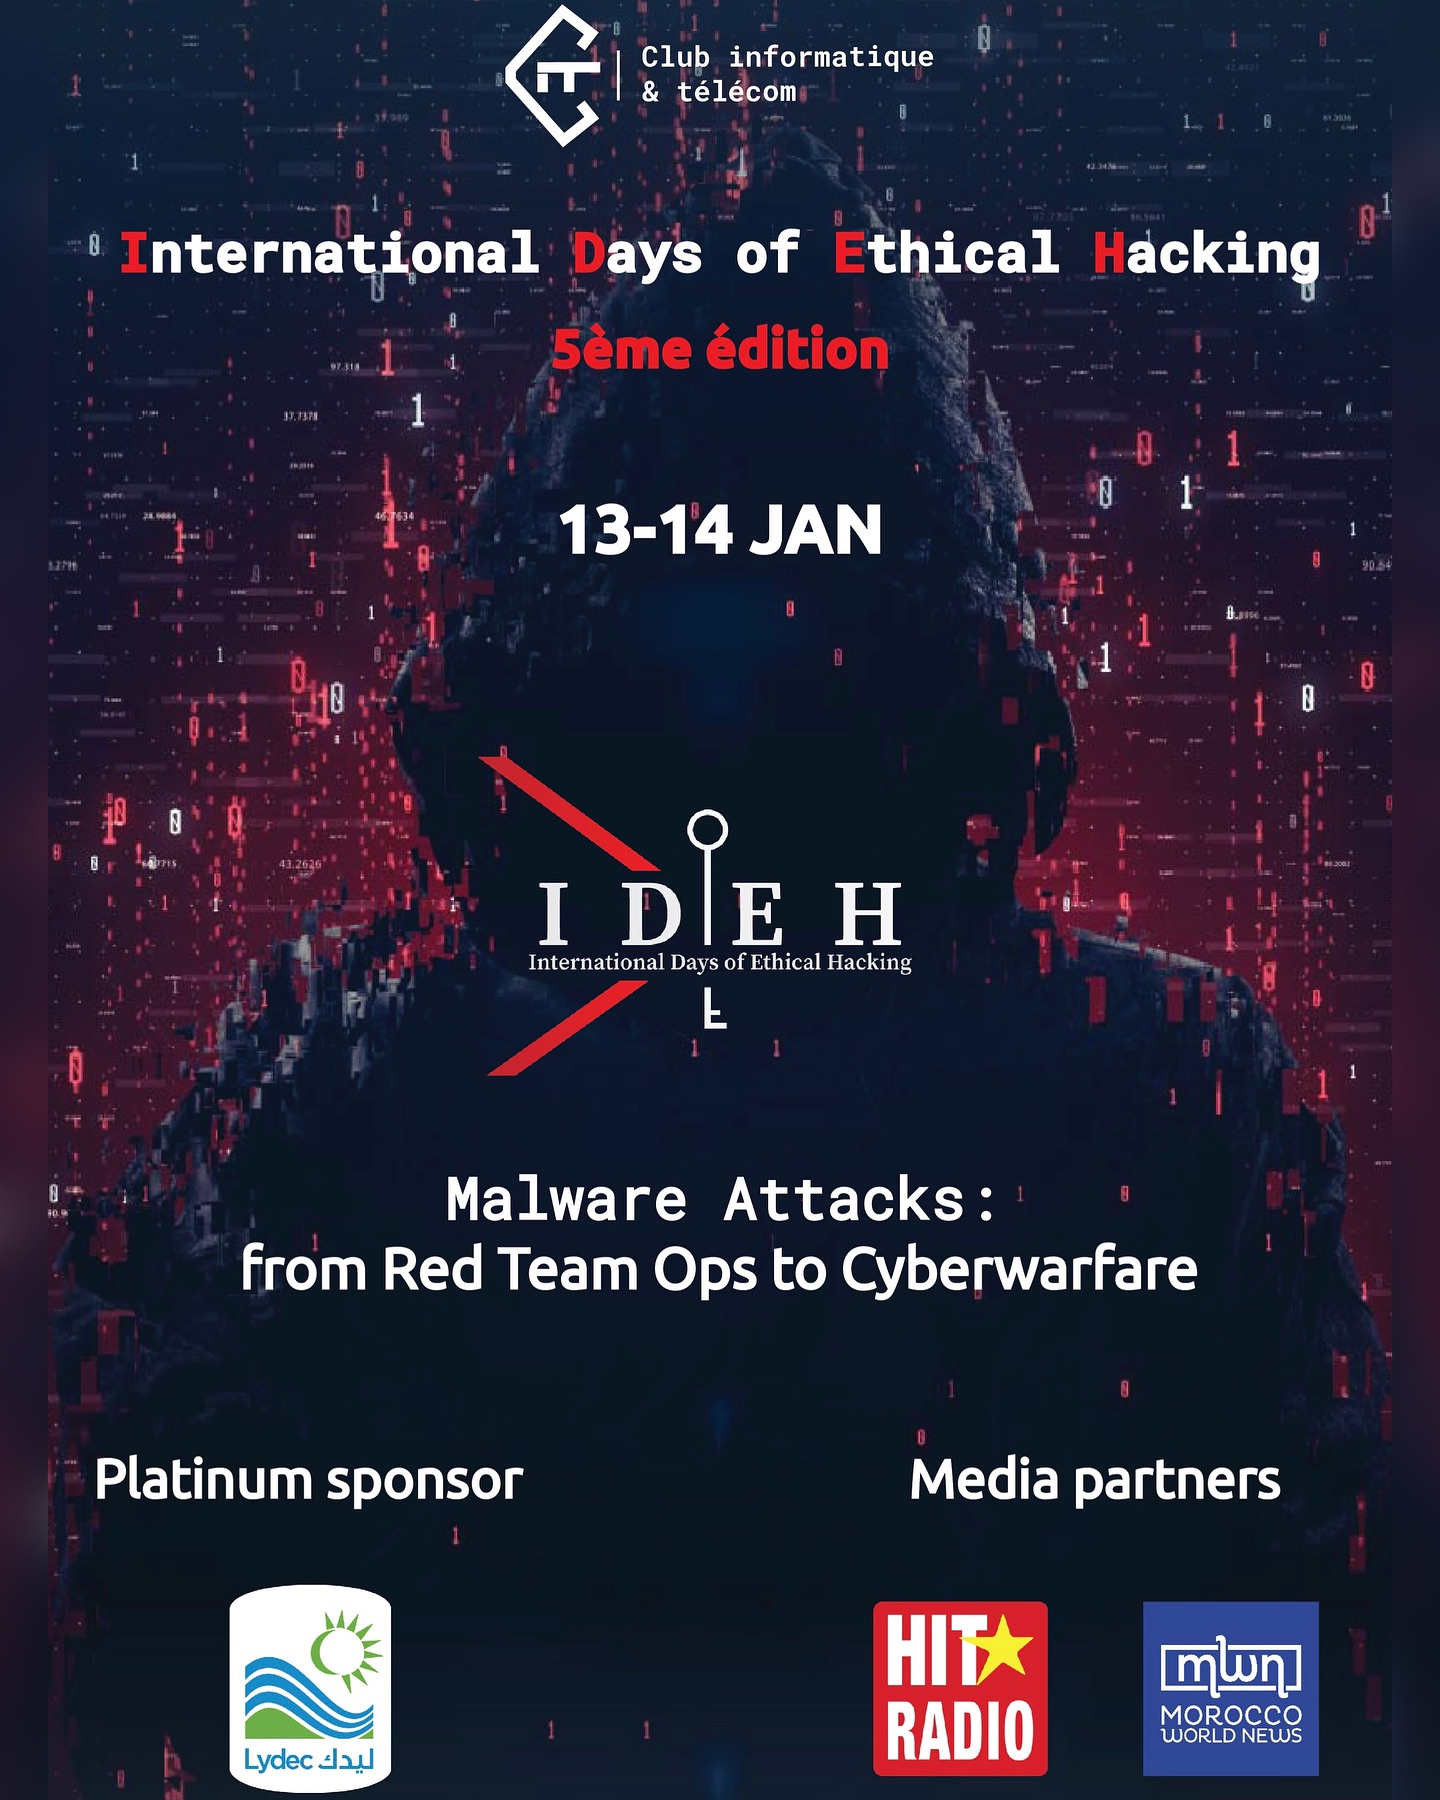 Club informatique
& télécom
International Days of Ethical Hacking
5ème édition
13-14 JAN
I D E H
International Days of Ethical Hacking
Malware Attacks:
from Red Team Ops to Cyberwarfare
Platinum sponsor
Media partners
Lydec ليدك
HIT
RADIO
mwn
MOROCCO
WORLD NEWS